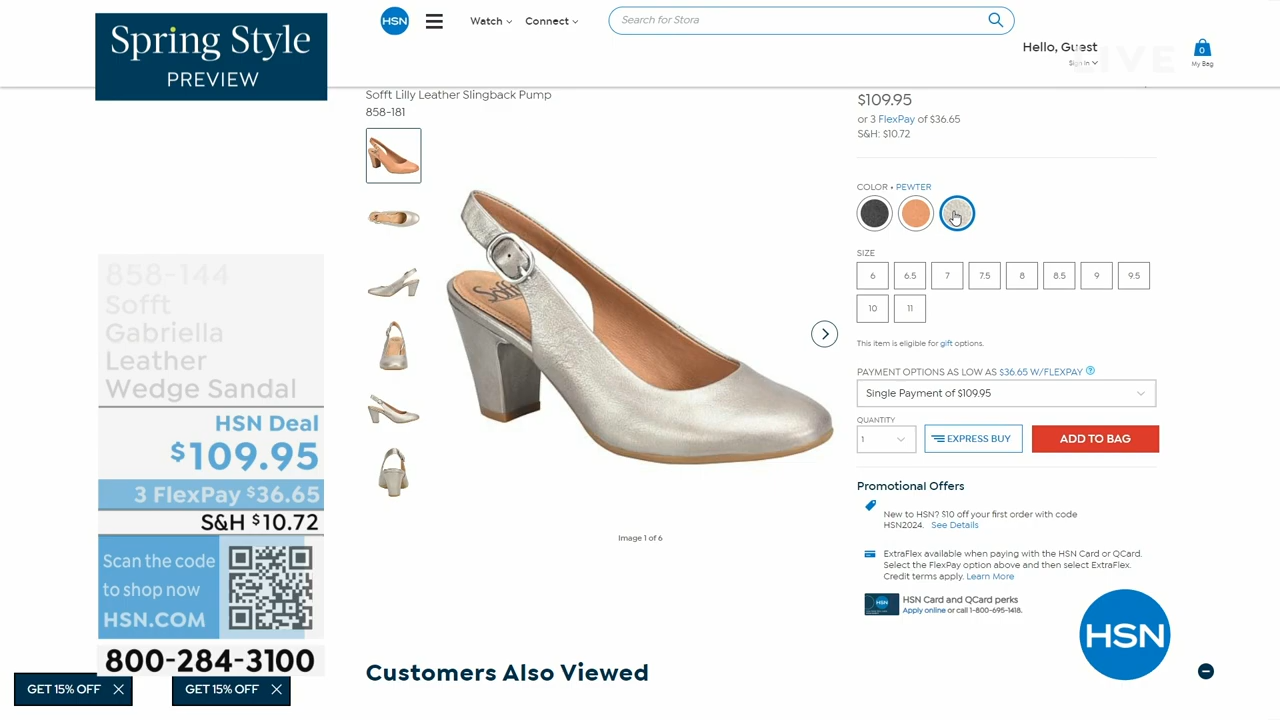 Spring Style
PREVIEW
HSN
Watch
Connect
Search for Stora
Hello, Guest
Sign In
LIVE
0
My Bag
Sofft Lilly Leather Slingback Pump
858-181
$109.95
or 3 FlexPay of $36.65
S&H: $10.72
COLOR • PEWTER
SIZE
6
6.5
7
7.5
8
8.5
9
9.5
10
11
This item is eligible for gift options.
PAYMENT OPTIONS AS LOW AS $36.65 W/FLEXPAY ?
Single Payment of $109.95
QUANTITY
1
EXPRESS BUY
ADD TO BAG
Promotional Offers
New to HSN? $10 off your first order with code
HSN2024. See Details
ExtraFlex available when paying with the HSN Card or QCard.
Select the FlexPay option above and then select ExtraFlex.
Credit terms apply. Learn More
HSN
HSN Card and QCard perks
Apply online or call 1-800-695-1418.
Sofft
Image 1 of 6
858-144
Sofft
Gabriella
Leather
Wedge Sandal
HSN Deal
$109.95
3 FlexPay $36.65
S&H $10.72
Scan the code
to shop now
HSN.COM
800-284-3100
GET 15% OFF
GET 15% OFF
Customers Also Viewed
HSN